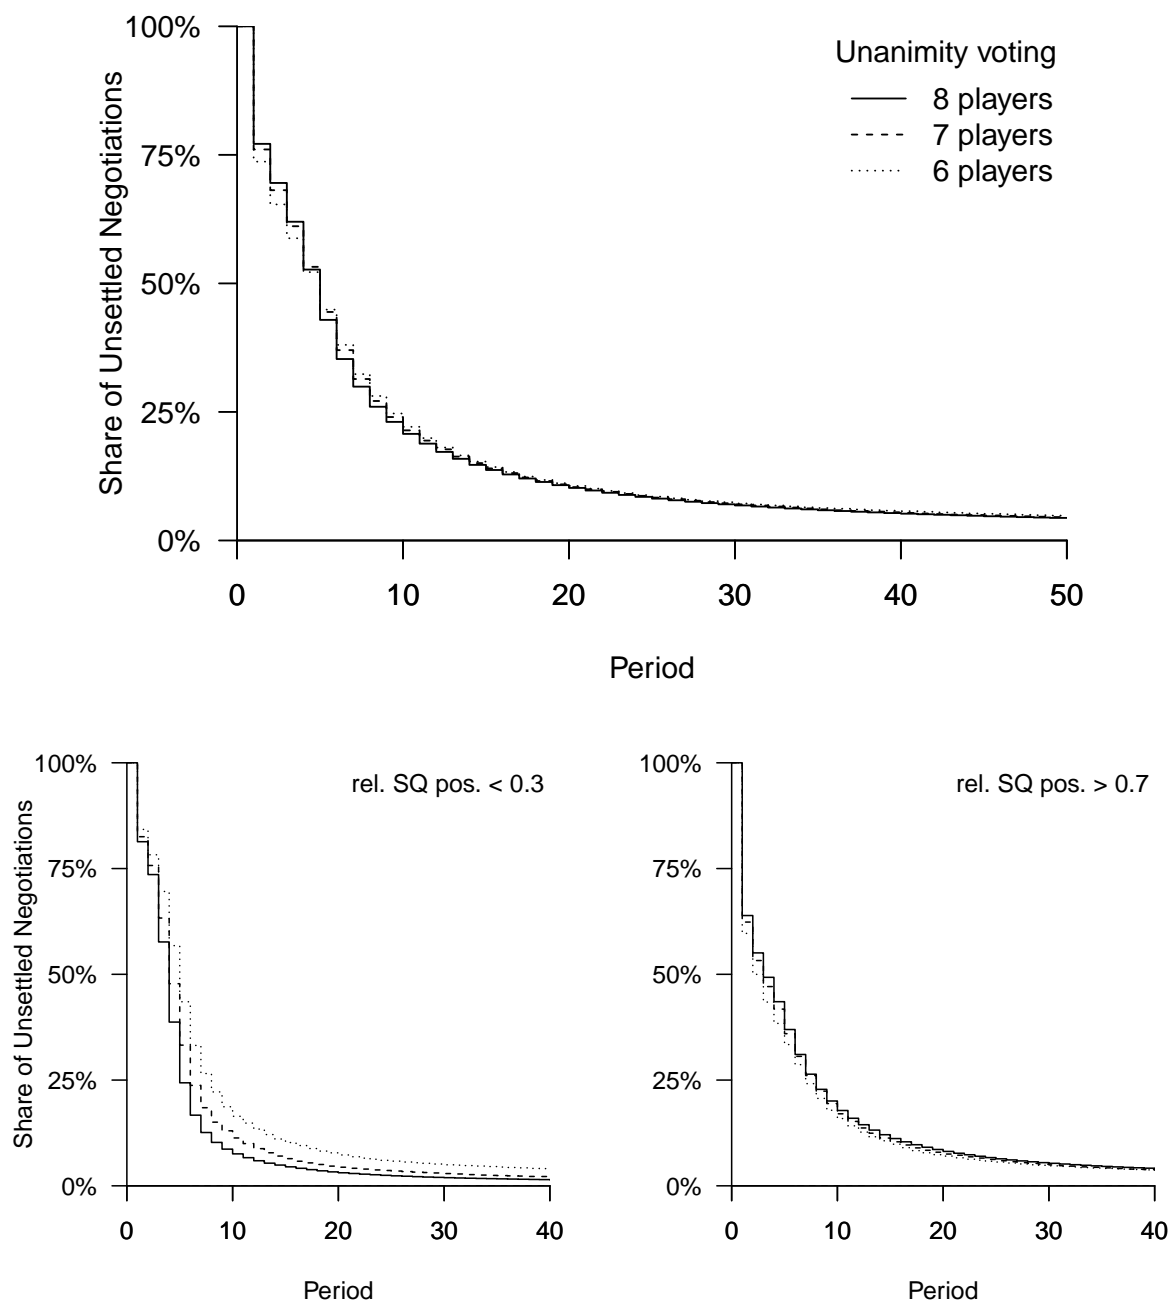 100%
75%
50%
25%
0%
Share of Unsettled Negotiations
Unanimity voting
8 players
7 players
6 players
0 10 20 30 40 50
Period
100%
75%
50%
25%
0%
Share of Unsettled Negotiations
rel. SQ pos. < 0.3
0 10 20 30 40
Period
100%
75%
50%
25%
0%
rel. SQ pos. > 0.7
0 10 20 30 40
Period